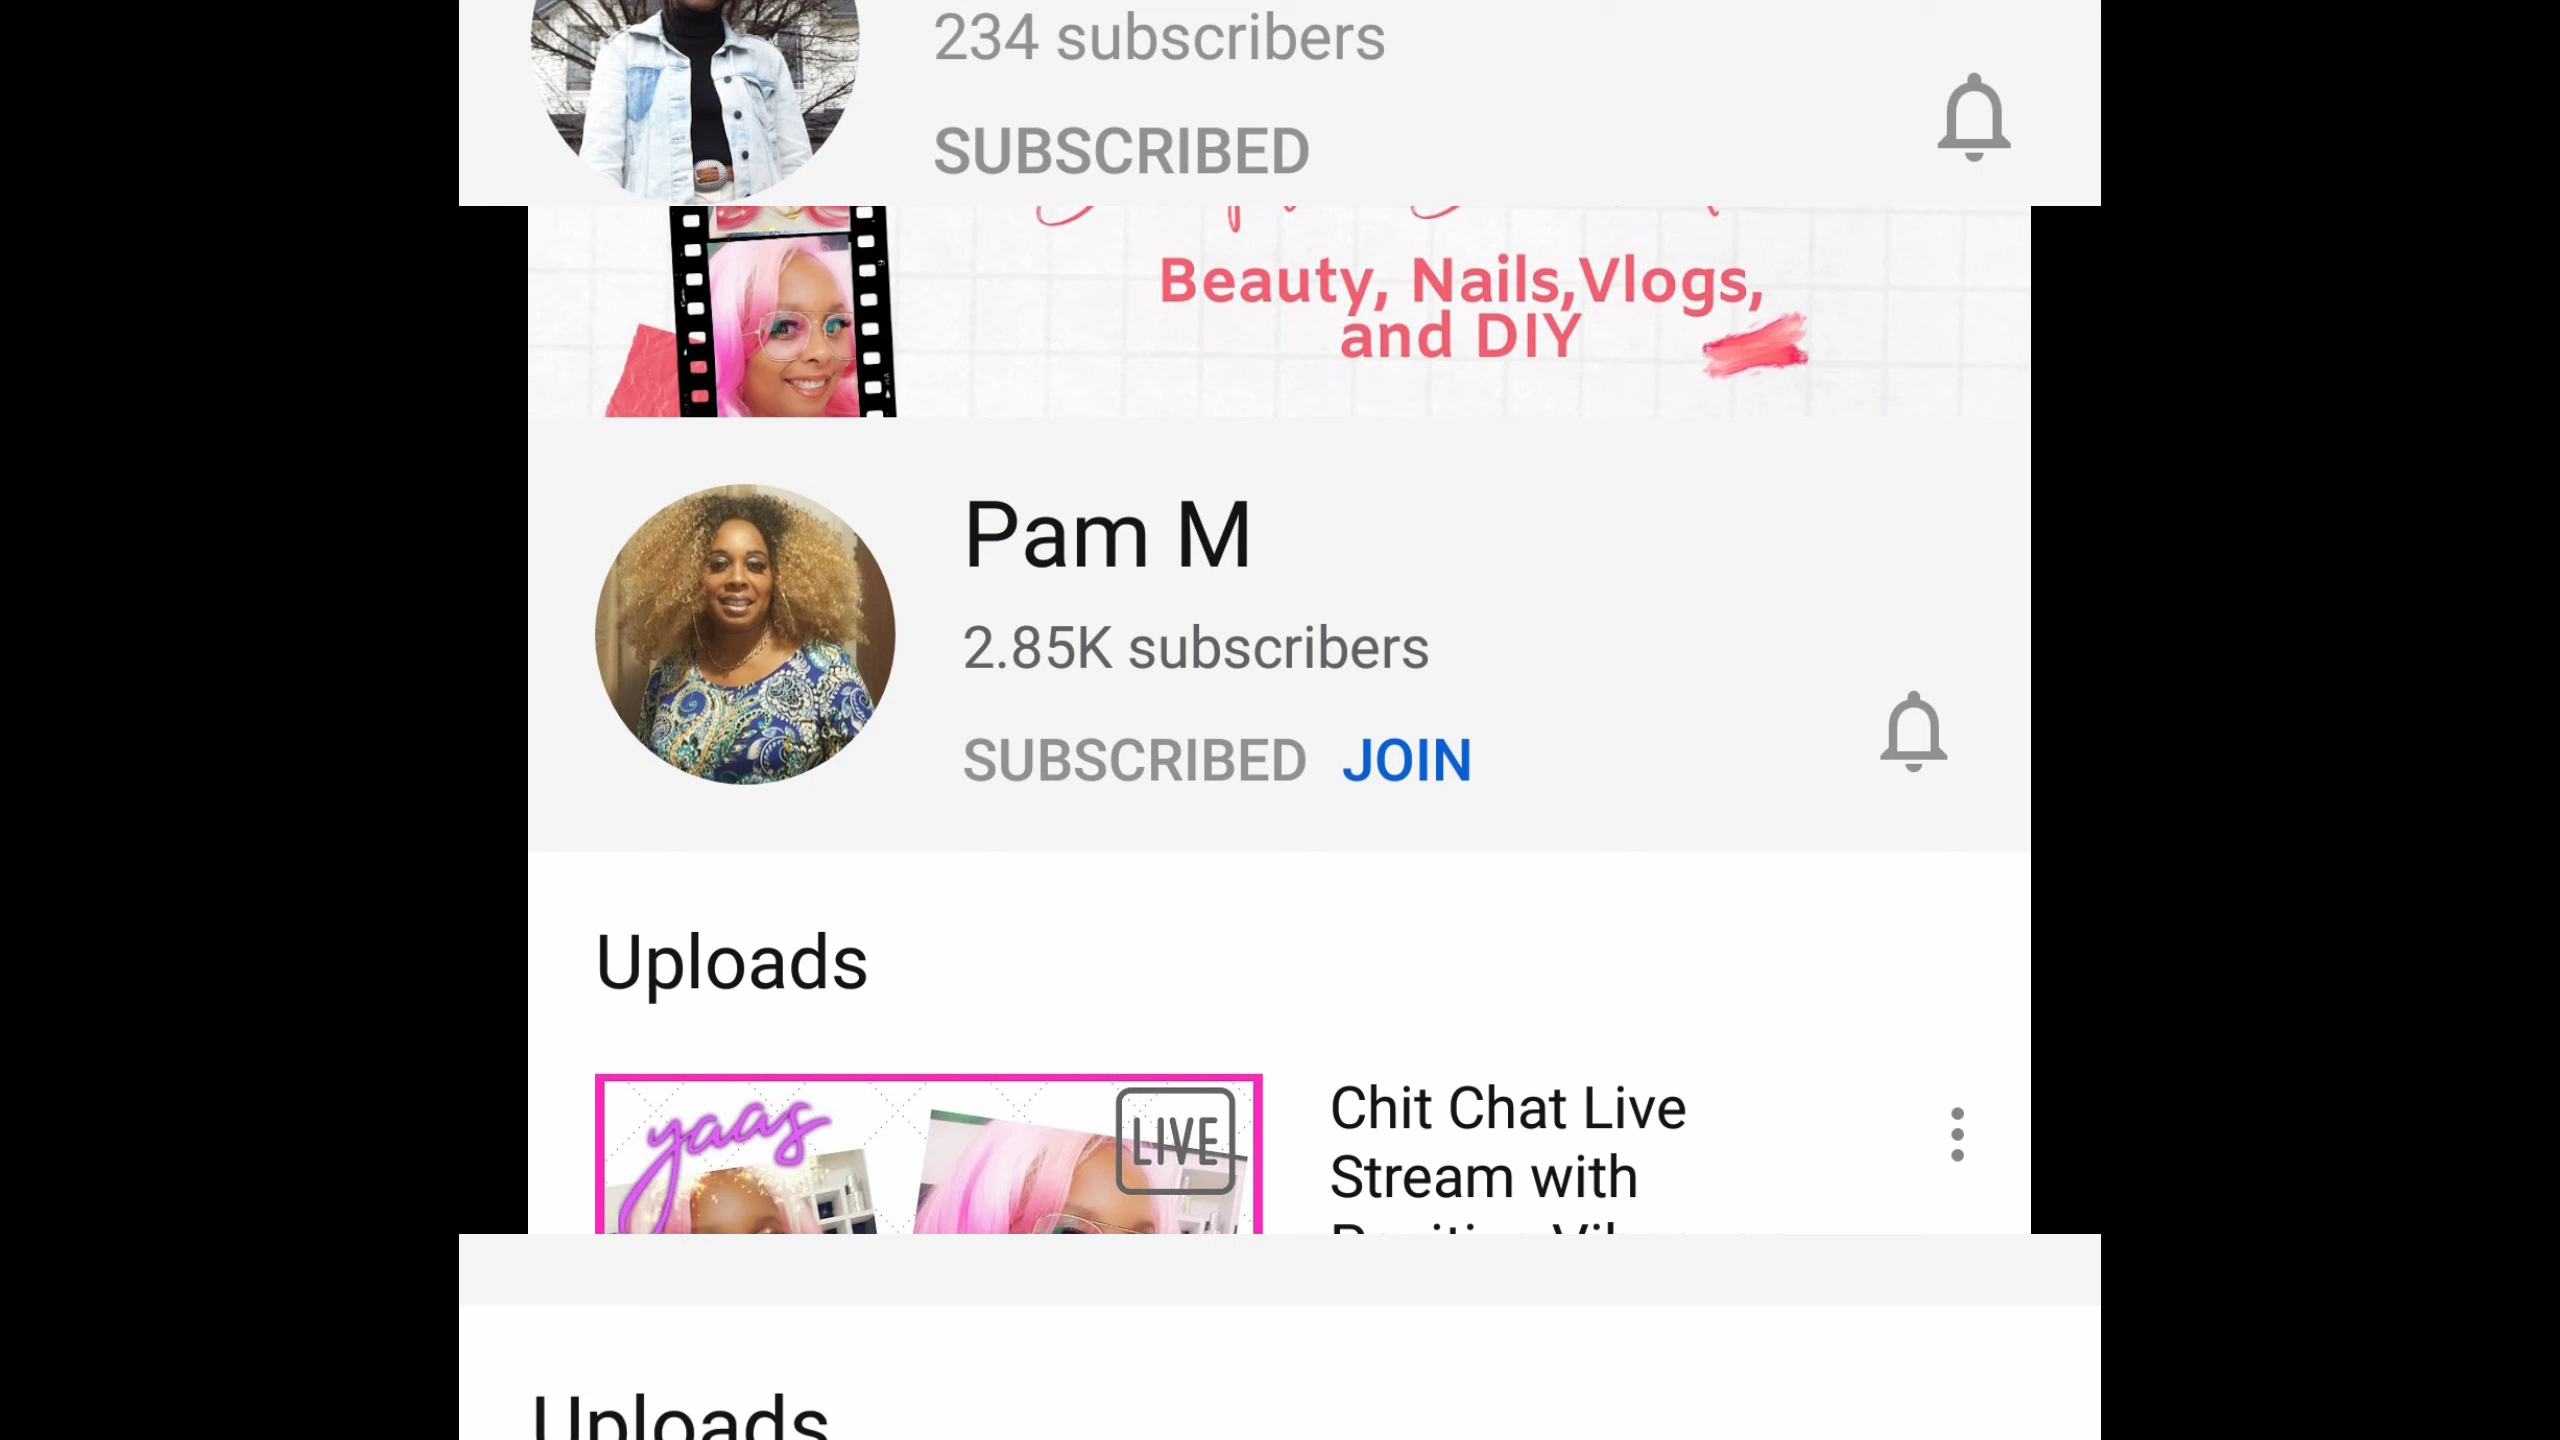 234 subscribers
SUBSCRIBED
Beauty, Nails,Vlogs,
and DIY
Pam M
2.85K subscribers
SUBSCRIBED JOIN
Uploads
yaas
LIVE
Chit Chat Live
Stream with
Uploads